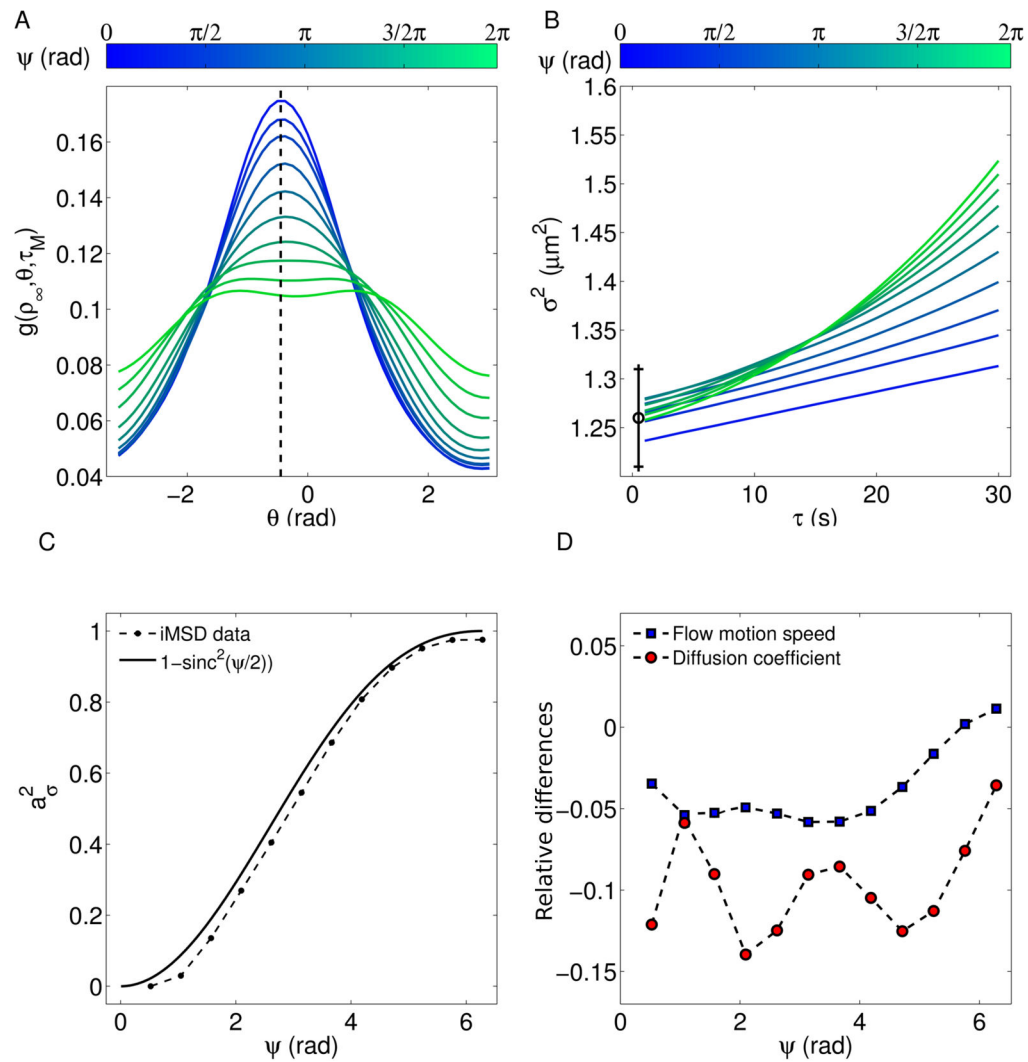 A
0 π/2 π 3/2π 2π
ψ (rad)
0.16
0.14
0.12
0.1
0.08
0.06
0.04
g(ρ∞,θ,τM)
−2 0 2
θ (rad)
B
0 π/2 π 3/2π 2π
ψ (rad)
1.6
1.55
1.5
1.45
1.4
1.35
1.3
1.25
σ² (μm²)
0 10 20 30
τ (s)
C
iMSD data
1−sinc²(ψ/2))
1
0.8
0.6
0.4
0.2
0
a²σ
0 2 4 6
ψ (rad)
D
Flow motion speed
Diffusion coefficient
0.05
0
−0.05
−0.1
−0.15
Relative differences
0 2 4 6
ψ (rad)